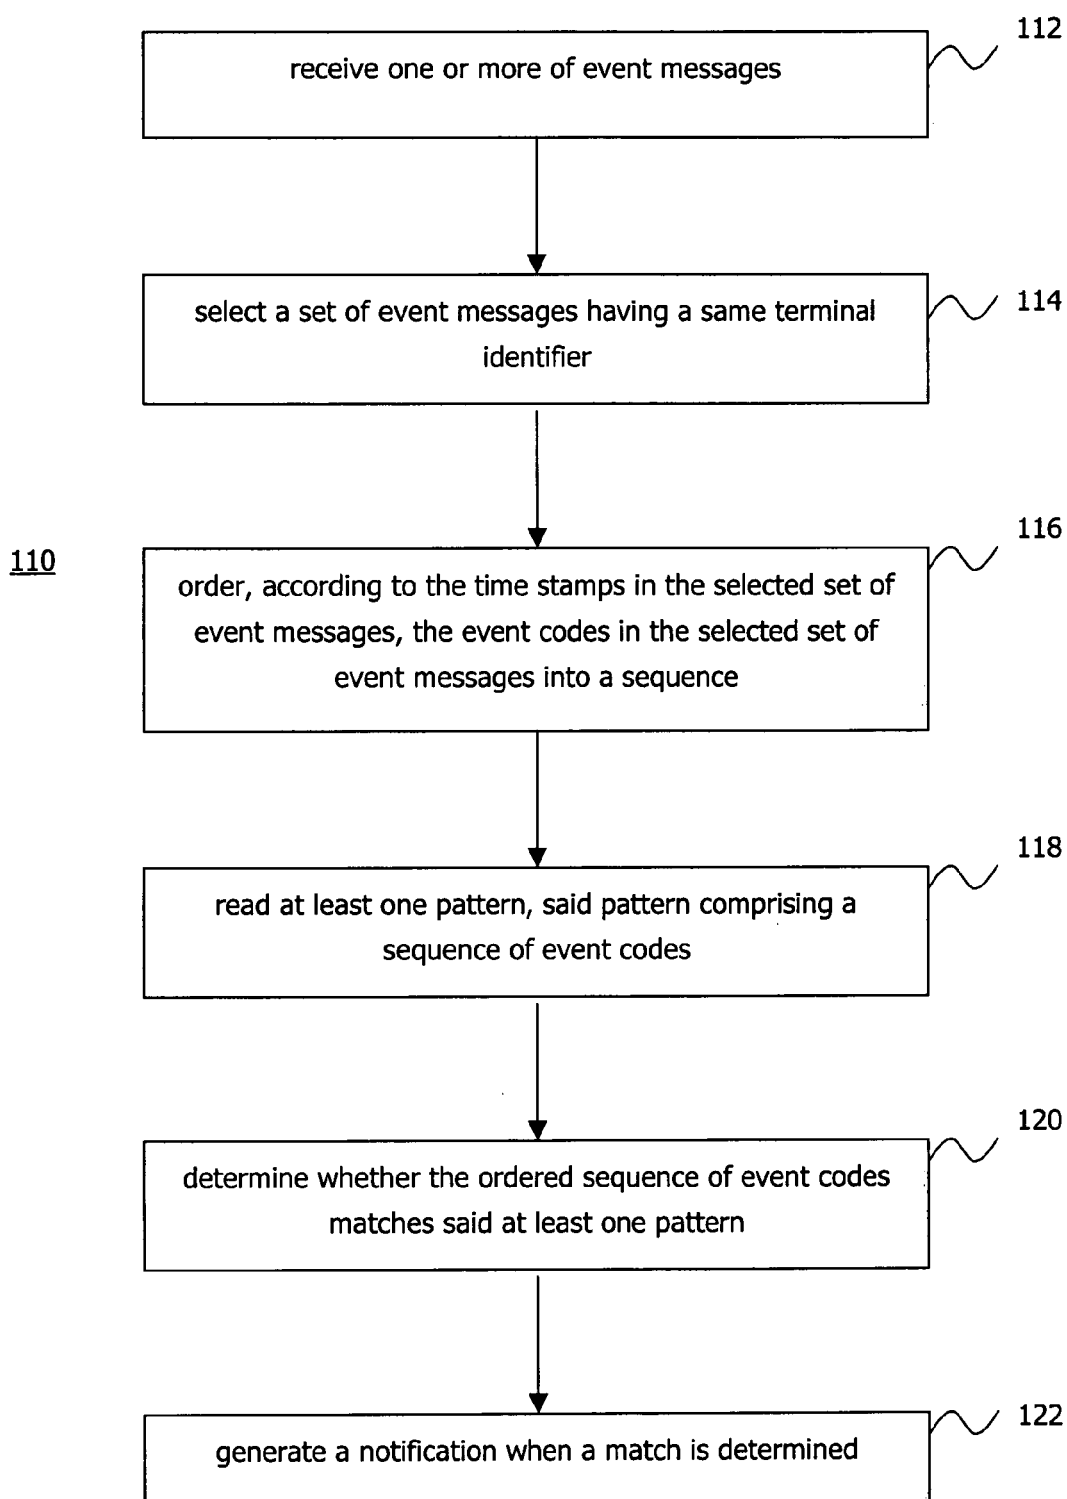 112
receive one or more of event messages
114
select a set of event messages having a same terminal
identifier
116
110
order, according to the time stamps in the selected set of
event messages, the event codes in the selected set of
event messages into a sequence
118
read at least one pattern, said pattern comprising a
sequence of event codes
120
determine whether the ordered sequence of event codes
matches said at least one pattern
122
generate a notification when a match is determined